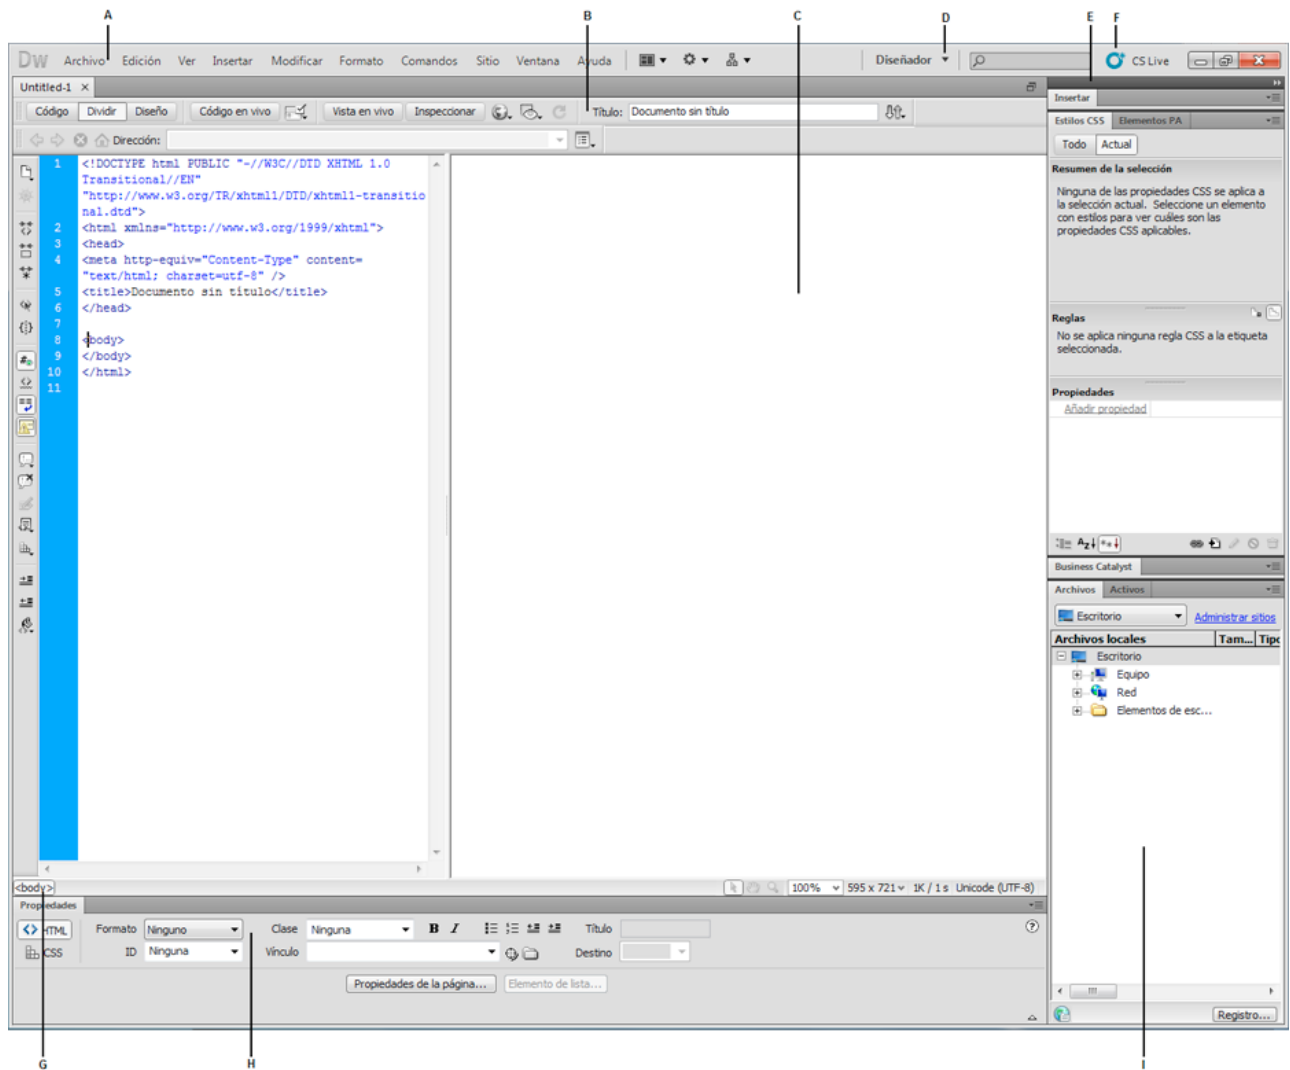 A B C D E F
Dw Archivo Edición Ver Insertar Modificar Formato Comandos Sitio Ventana Ayuda Diseñador CS Live
Untitled-1 ×
Código Dividir Diseño Código en vivo Vista en vivo Inspeccionar Título: Documento sin título
Dirección:
1 <!DOCTYPE html PUBLIC "-//W3C//DTD XHTML 1.0
Transitional//EN"
"http://www.w3.org/TR/xhtml1/DTD/xhtml1-transitio
nal.dtd">
2 <html xmlns="http://www.w3.org/1999/xhtml">
3 <head>
4 <meta http-equiv="Content-Type" content=
"text/html; charset=utf-8" />
5 <title>Documento sin título</title>
6 </head>
7
8 <body>
9 </body>
10 </html>
11
Insertar
Estilos CSS Elementos PA
Todo Actual
Resumen de la selección
Ninguna de las propiedades CSS se aplica a
la selección actual. Seleccione un elemento
con estilos para ver cuáles son las
propiedades CSS aplicables.
Reglas
No se aplica ninguna regla CSS a la etiqueta
seleccionada.
Propiedades
Añadir propiedad
Business Catalyst
Archivos Activos
Escritorio Administrar sitios
Archivos locales Tam... Tipo
Escritorio
Equipo
Red
Elementos de esc...
Registro...
<body> 100% 595 x 721 1K / 1 s Unicode (UTF-8)
Propiedades
<> HTML Formato Ninguno Clase Ninguna B I Título
CSS ID Ninguna Vínculo Destino
Propiedades de la página... Elemento de lista...
G H I